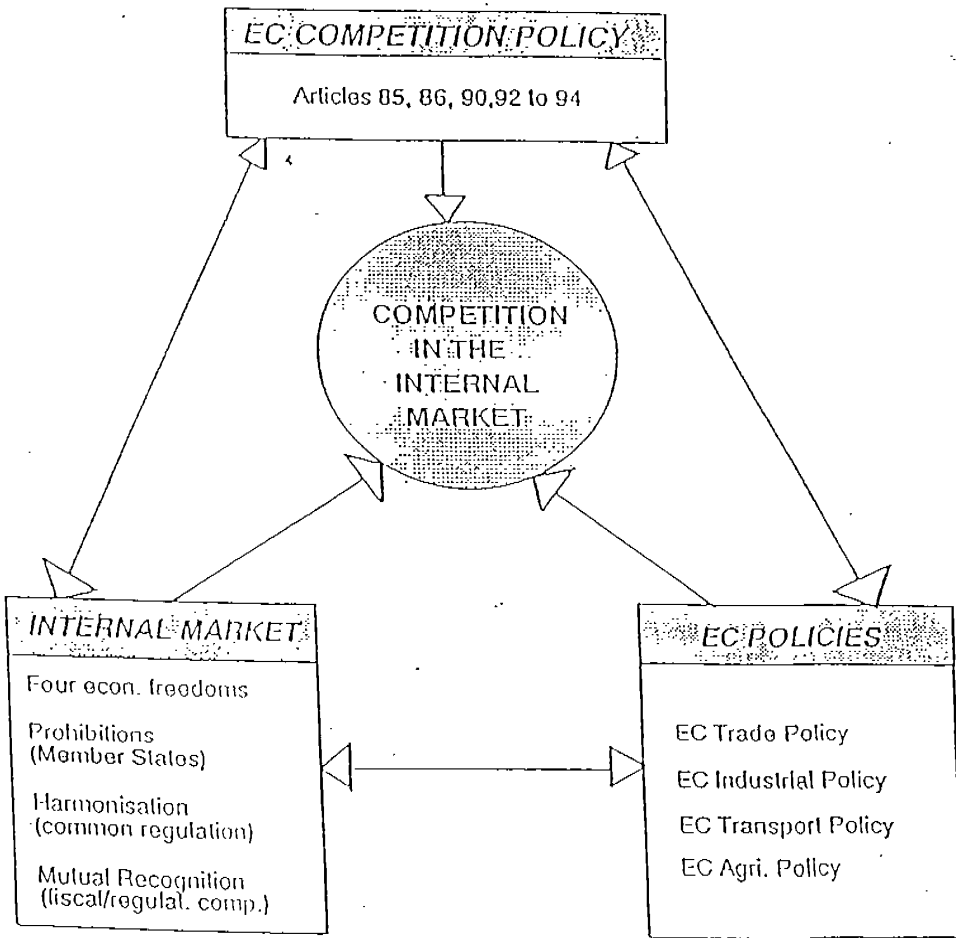 EC COMPETITION POLICY
Articles 85, 86, 90,92 to 94
COMPETITION
IN THE
INTERNAL
MARKET
INTERNAL MARKET
Four econ. freedoms
Prohibitions
(Member States)
Harmonisation
(common regulation)
Mutual Recognition
(fiscal/regulat. comp.)
EC POLICIES
EC Trade Policy
EC Industrial Policy
EC Transport Policy
EC Agri. Policy